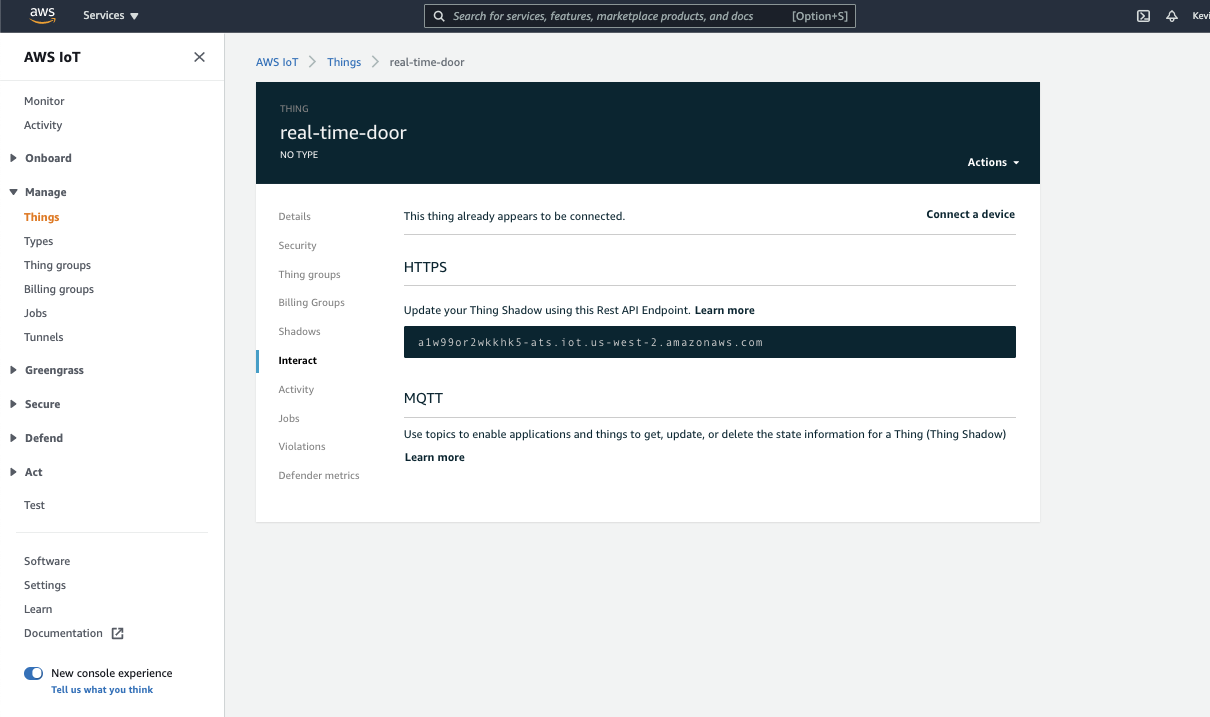 aws
Services
Search for services, features, marketplace products, and docs
[Option+S]
AWS IoT
Monitor
Activity
Onboard
Manage
Things
Types
Thing groups
Billing groups
Jobs
Tunnels
Greengrass
Secure
Defend
Act
Test
Software
Settings
Learn
Documentation
New console experience
Tell us what you think
AWS IoT
Things
real-time-door
THING
real-time-door
NO TYPE
Actions
Details
Security
Thing groups
Billing Groups
Shadows
Interact
Activity
Jobs
Violations
Defender metrics
This thing already appears to be connected.
Connect a device
HTTPS
Update your Thing Shadow using this Rest API Endpoint. Learn more
a1w99or2wkkhk5-ats.iot.us-west-2.amazonaws.com
MQTT
Use topics to enable applications and things to get, update, or delete the state information for a Thing (Thing Shadow)
Learn more